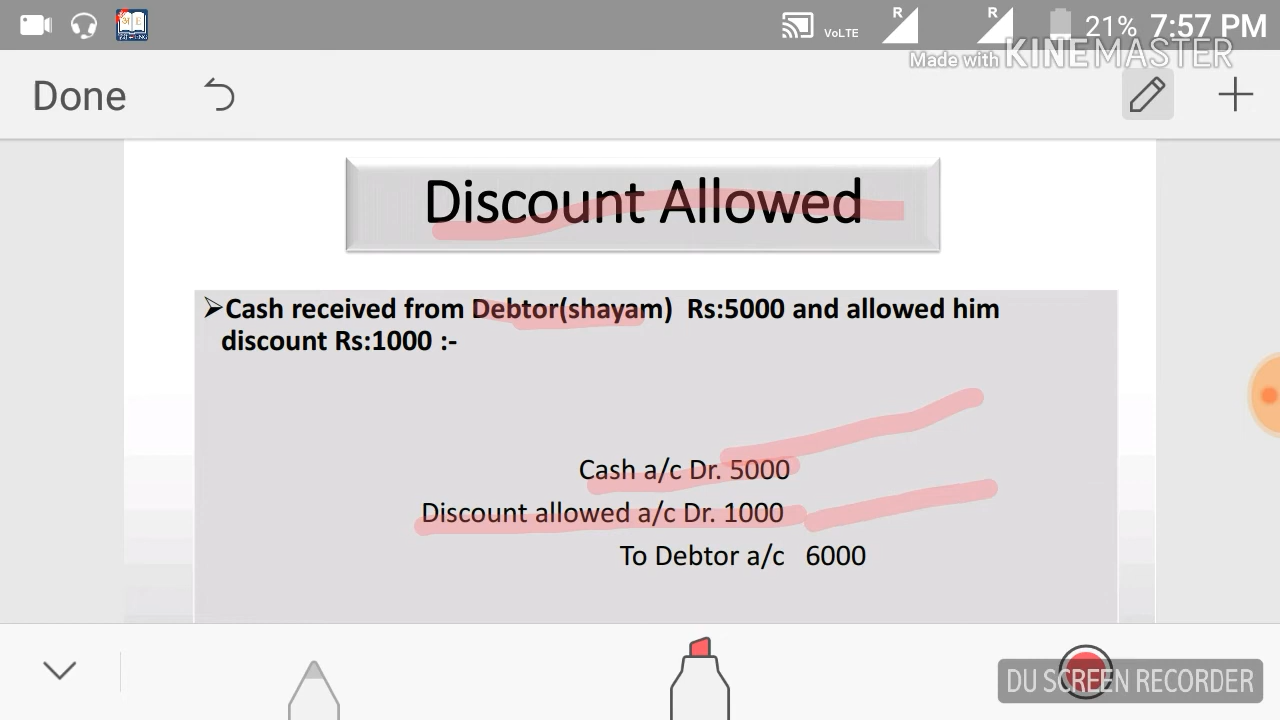 VoLTE R R 21% 7:57 PM
Made with KINEMASTER
Done
Discount Allowed
➢Cash received from Debtor(shayam) Rs:5000 and allowed him
discount Rs:1000 :-
Cash a/c Dr. 5000
Discount allowed a/c Dr. 1000
To Debtor a/c 6000
DU SCREEN RECORDER